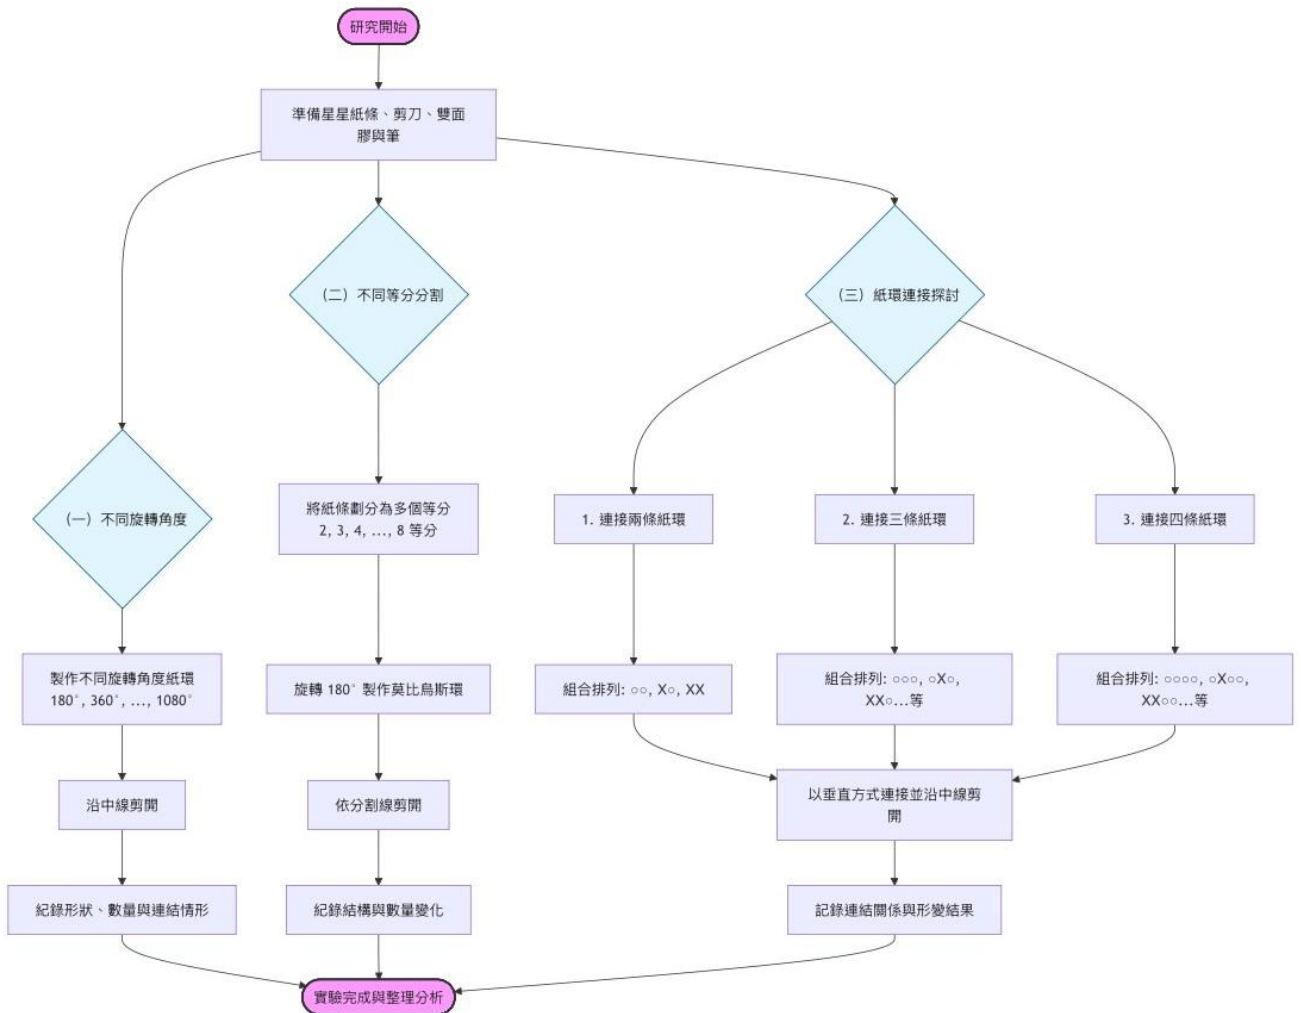 研究開始
準備星星紙條、剪刀、雙面
膠與筆
（一）不同旋轉角度
製作不同旋轉角度紙環
180°, 360°, ..., 1080°
沿中線剪開
紀錄形狀、數量與連結情形
（二）不同等分分割
將紙條劃分為多個等分
2, 3, 4, ..., 8 等分
旋轉 180° 製作莫比烏斯環
依分割線剪開
紀錄結構與數量變化
（三）紙環連接探討
1. 連接兩條紙環
組合排列: ○○, X○, XX
2. 連接三條紙環
組合排列: ○○○, ○X○,
XX○...等
3. 連接四條紙環
組合排列: ○○○○, ○X○○,
XX○○...等
以垂直方式連接並沿中線剪
開
記錄連結關係與形變結果
實驗完成與整理分析